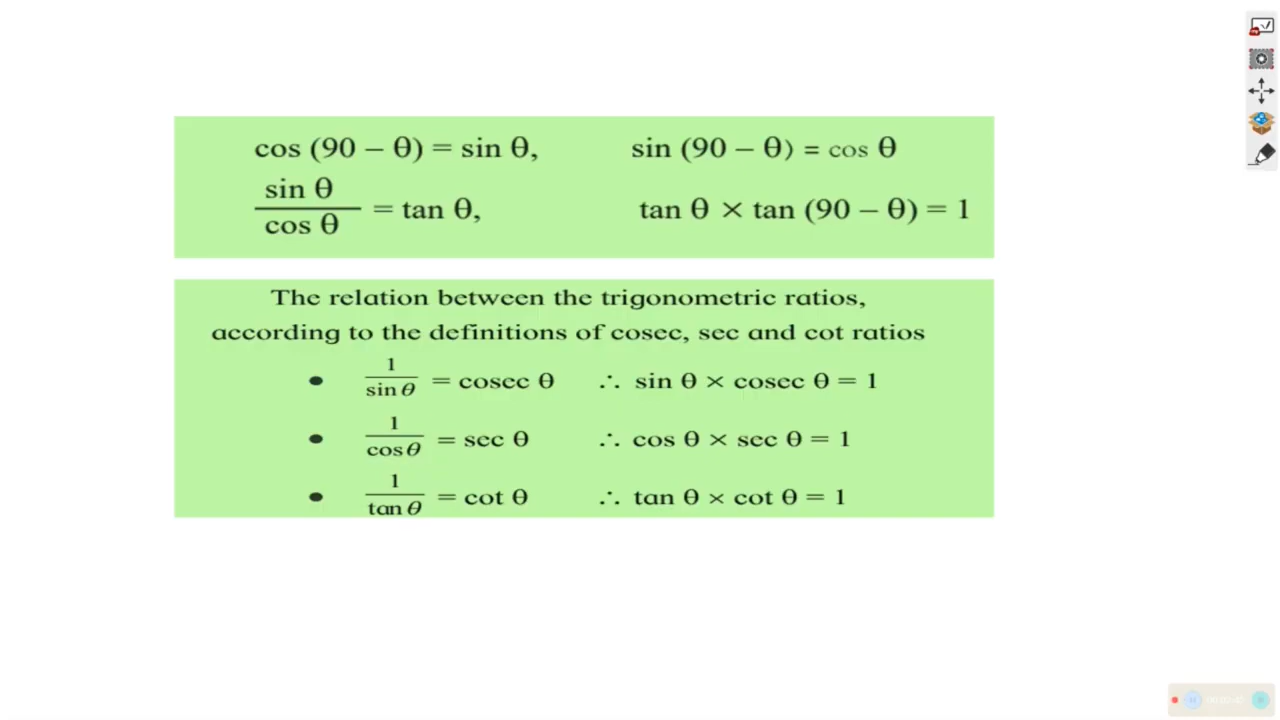 cos (90 – θ) = sin θ, sin (90 – θ) = cos θ
sin θ / cos θ = tan θ, tan θ × tan (90 – θ) = 1
The relation between the trigonometric ratios,
according to the definitions of cosec, sec and cot ratios
• 1 / sin θ = cosec θ ∴ sin θ × cosec θ = 1
• 1 / cos θ = sec θ ∴ cos θ × sec θ = 1
• 1 / tan θ = cot θ ∴ tan θ × cot θ = 1